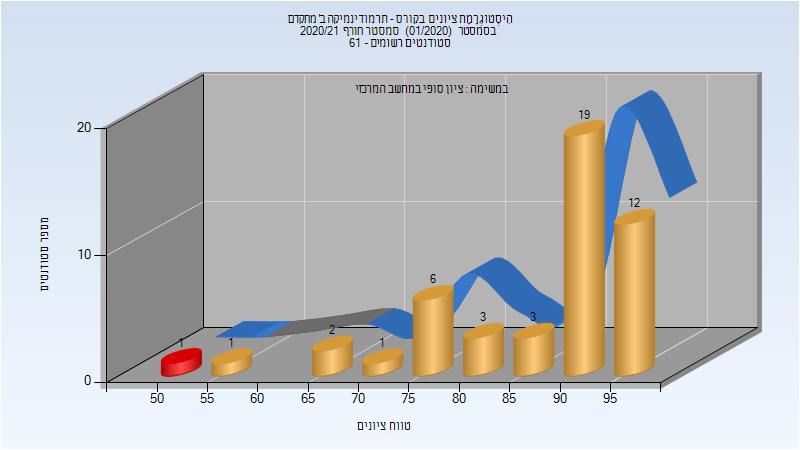 היסטוגרמת ציונים בקורס - תרמודינמיקה ב' מתקדם
בסמסטר (01/2020) סמסטר חורף 2020/21
סטודנטים רשומים - 61
במשימה : ציון סופי במחשב המרכזי
מספר סטודנטים
20
10
0
1
1
2
1
6
3
3
19
12
50 55 60 65 70 75 80 85 90 95
טווח ציונים